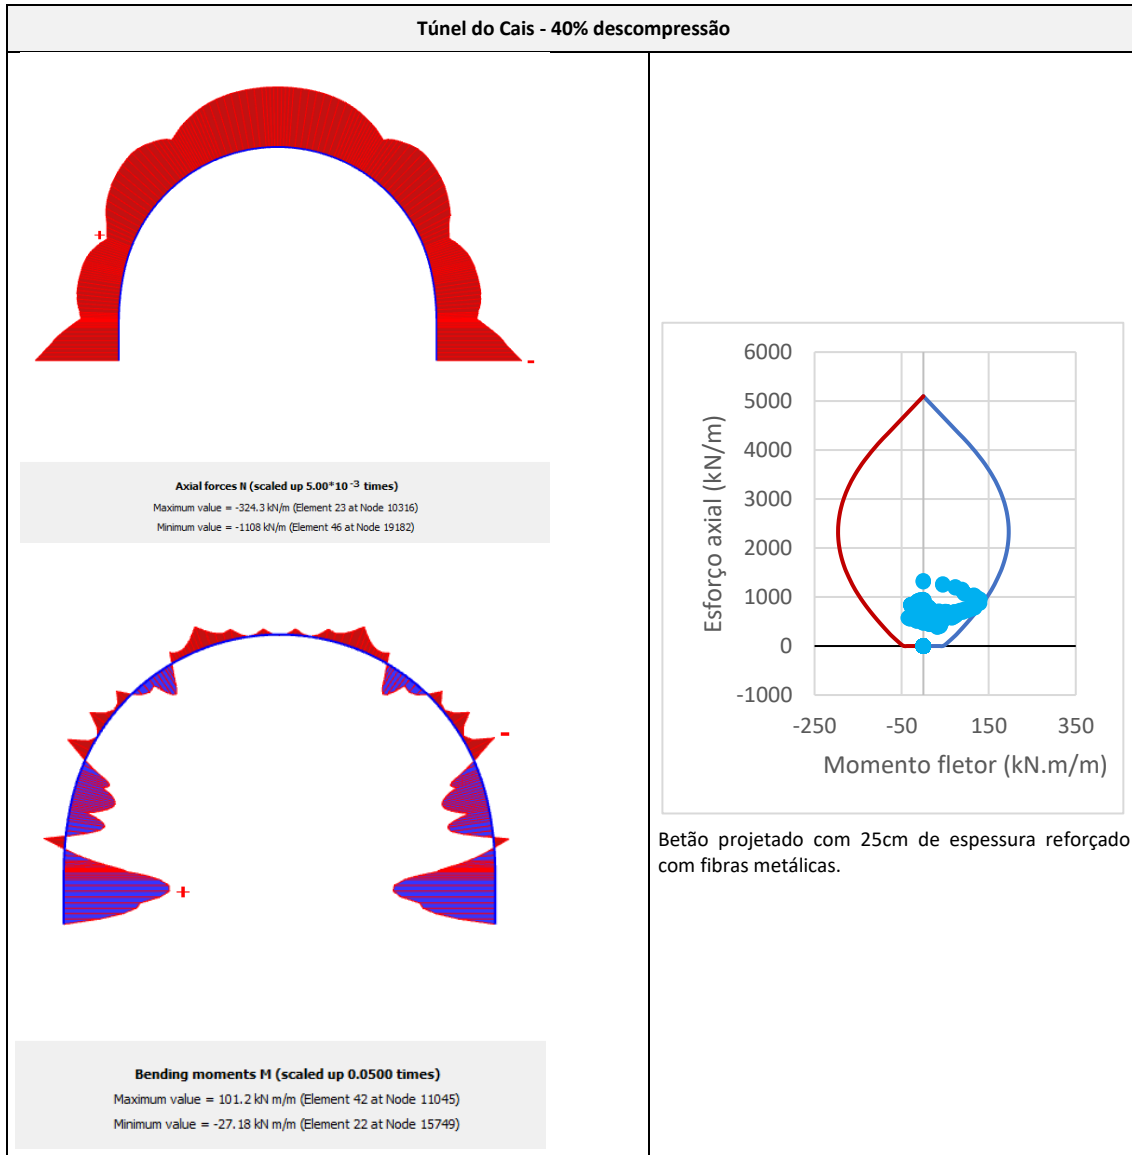 Túnel do Cais - 40% descompressão
+
-
Axial forces N (scaled up 5.00*10 -3 times)
Maximum value = -324.3 kN/m (Element 23 at Node 10316)
Minimum value = -1108 kN/m (Element 46 at Node 19182)
-
+
Bending moments M (scaled up 0.0500 times)
Maximum value = 101.2 kN m/m (Element 42 at Node 11045)
Minimum value = -27.18 kN m/m (Element 22 at Node 15749)
Esforço axial (kN/m)
6000
5000
4000
3000
2000
1000
0
-1000
-250 -50 150 350
Momento fletor (kN.m/m)
Betão projetado com 25cm de espessura reforçado
com fibras metálicas.